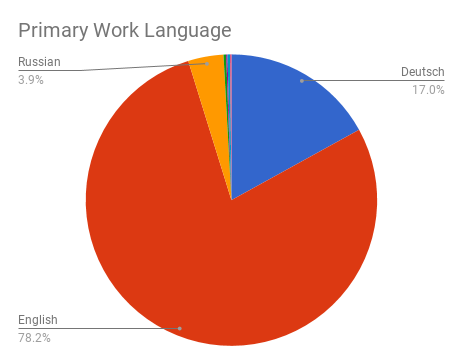 Primary Work Language
Russian
3.9%
Deutsch
17.0%
English
78.2%